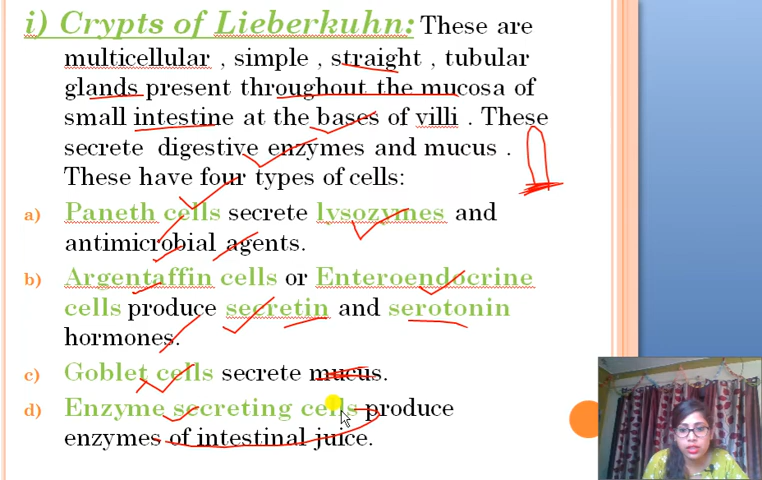 i) Crypts of Lieberkuhn: These are
multicellular , simple , straight , tubular
glands present throughout the mucosa of
small intestine at the bases of villi . These
secrete digestive enzymes and mucus .
These have four types of cells:
a) Paneth cells secrete lysozymes and
antimicrobial agents.
b) Argentaffin cells or Enteroendocrine
cells produce secretin and serotonin
hormones.
c) Goblet cells secrete mucus.
d) Enzyme secreting cells produce
enzymes of intestinal juice.